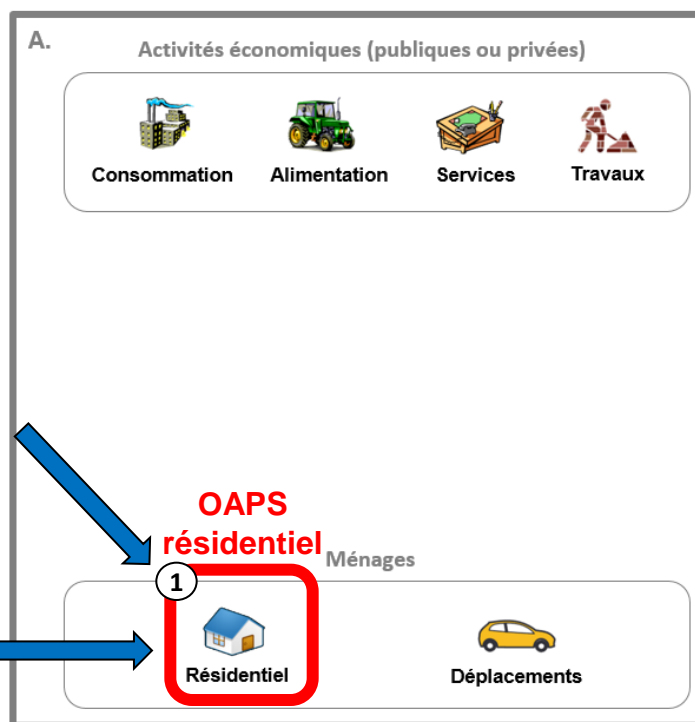 A.
Activités économiques (publiques ou privées)
Consommation
Alimentation
Services
Travaux
OAPS
résidentiel
Ménages
1
Résidentiel
Déplacements